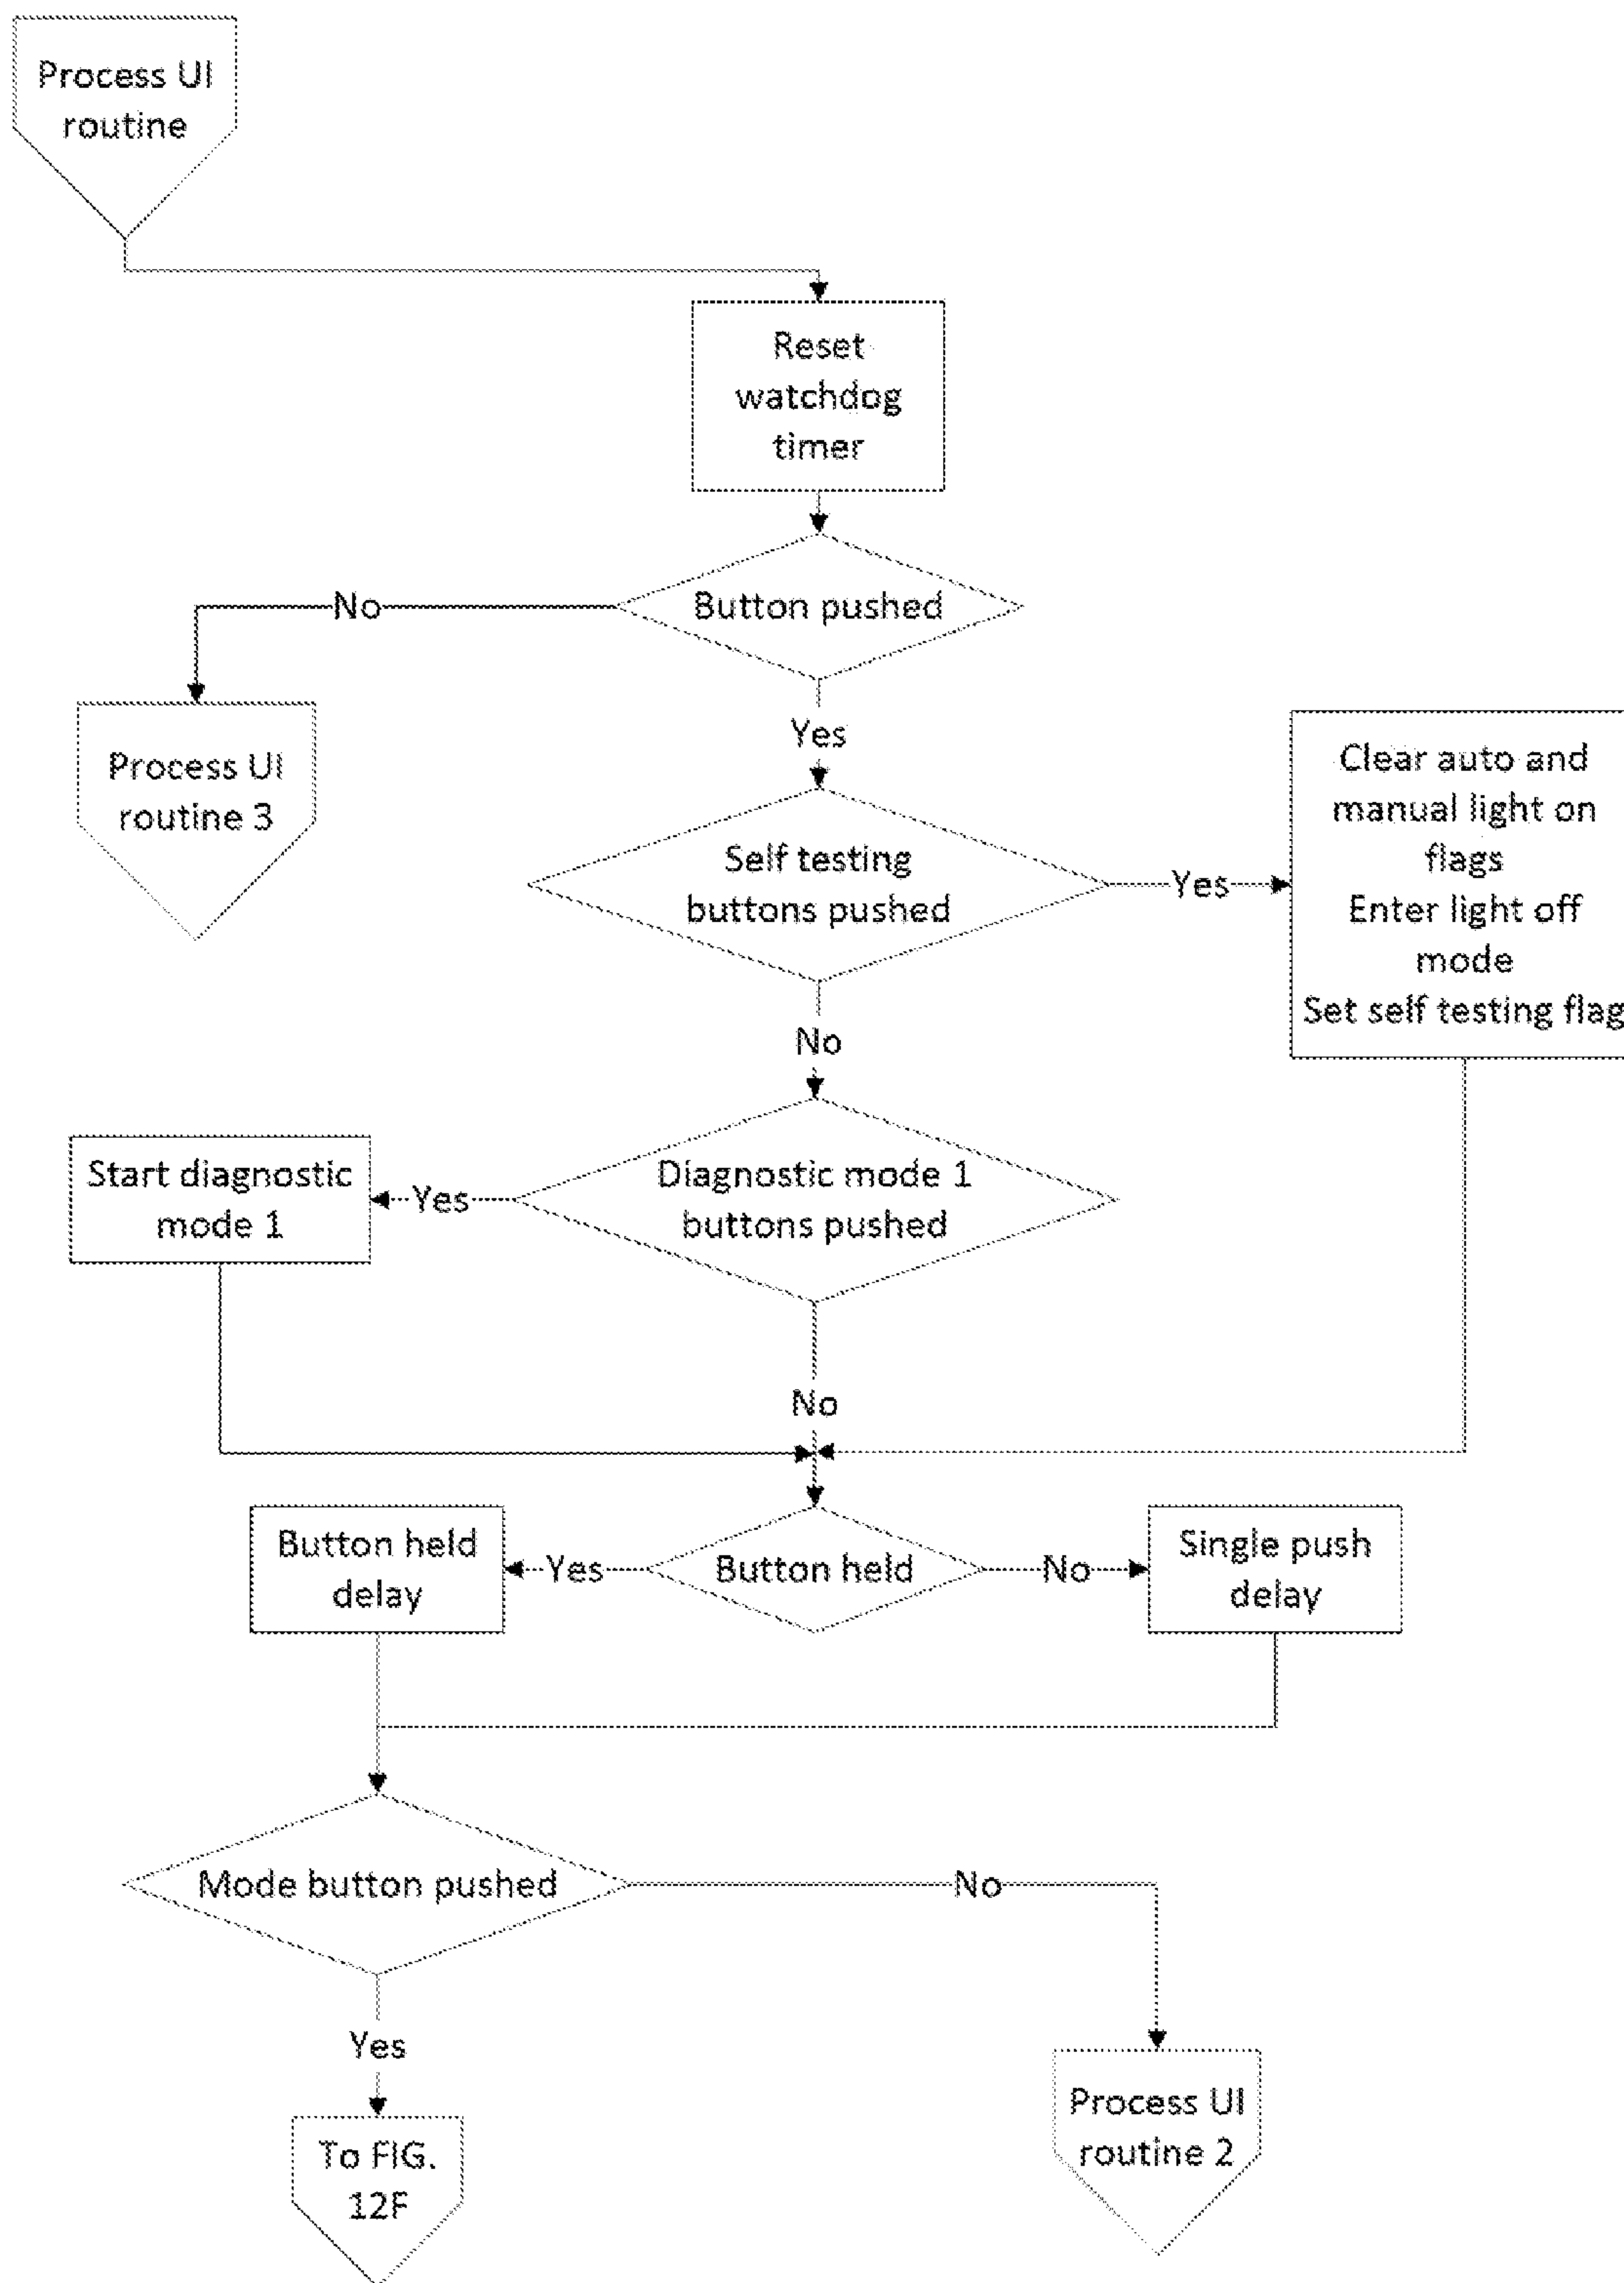 Process UI
routine
Reset
watchdog
timer
Button pushed
No
Process UI
routine 3
Yes
Self testing
buttons pushed
Yes
Clear auto and
manual light on
flags
Enter light off
mode
Set self testing flag
No
Diagnostic mode 1
buttons pushed
Yes
Start diagnostic
mode 1
No
Button held
Yes
Button held
delay
No
Single push
delay
Mode button pushed
No
Yes
To FIG.
12F
Process UI
routine 2